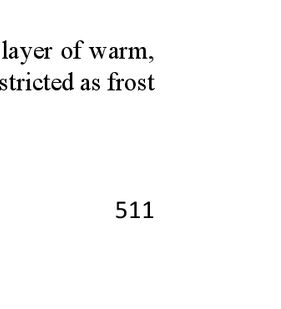 layer of warm,
stricted as frost
511